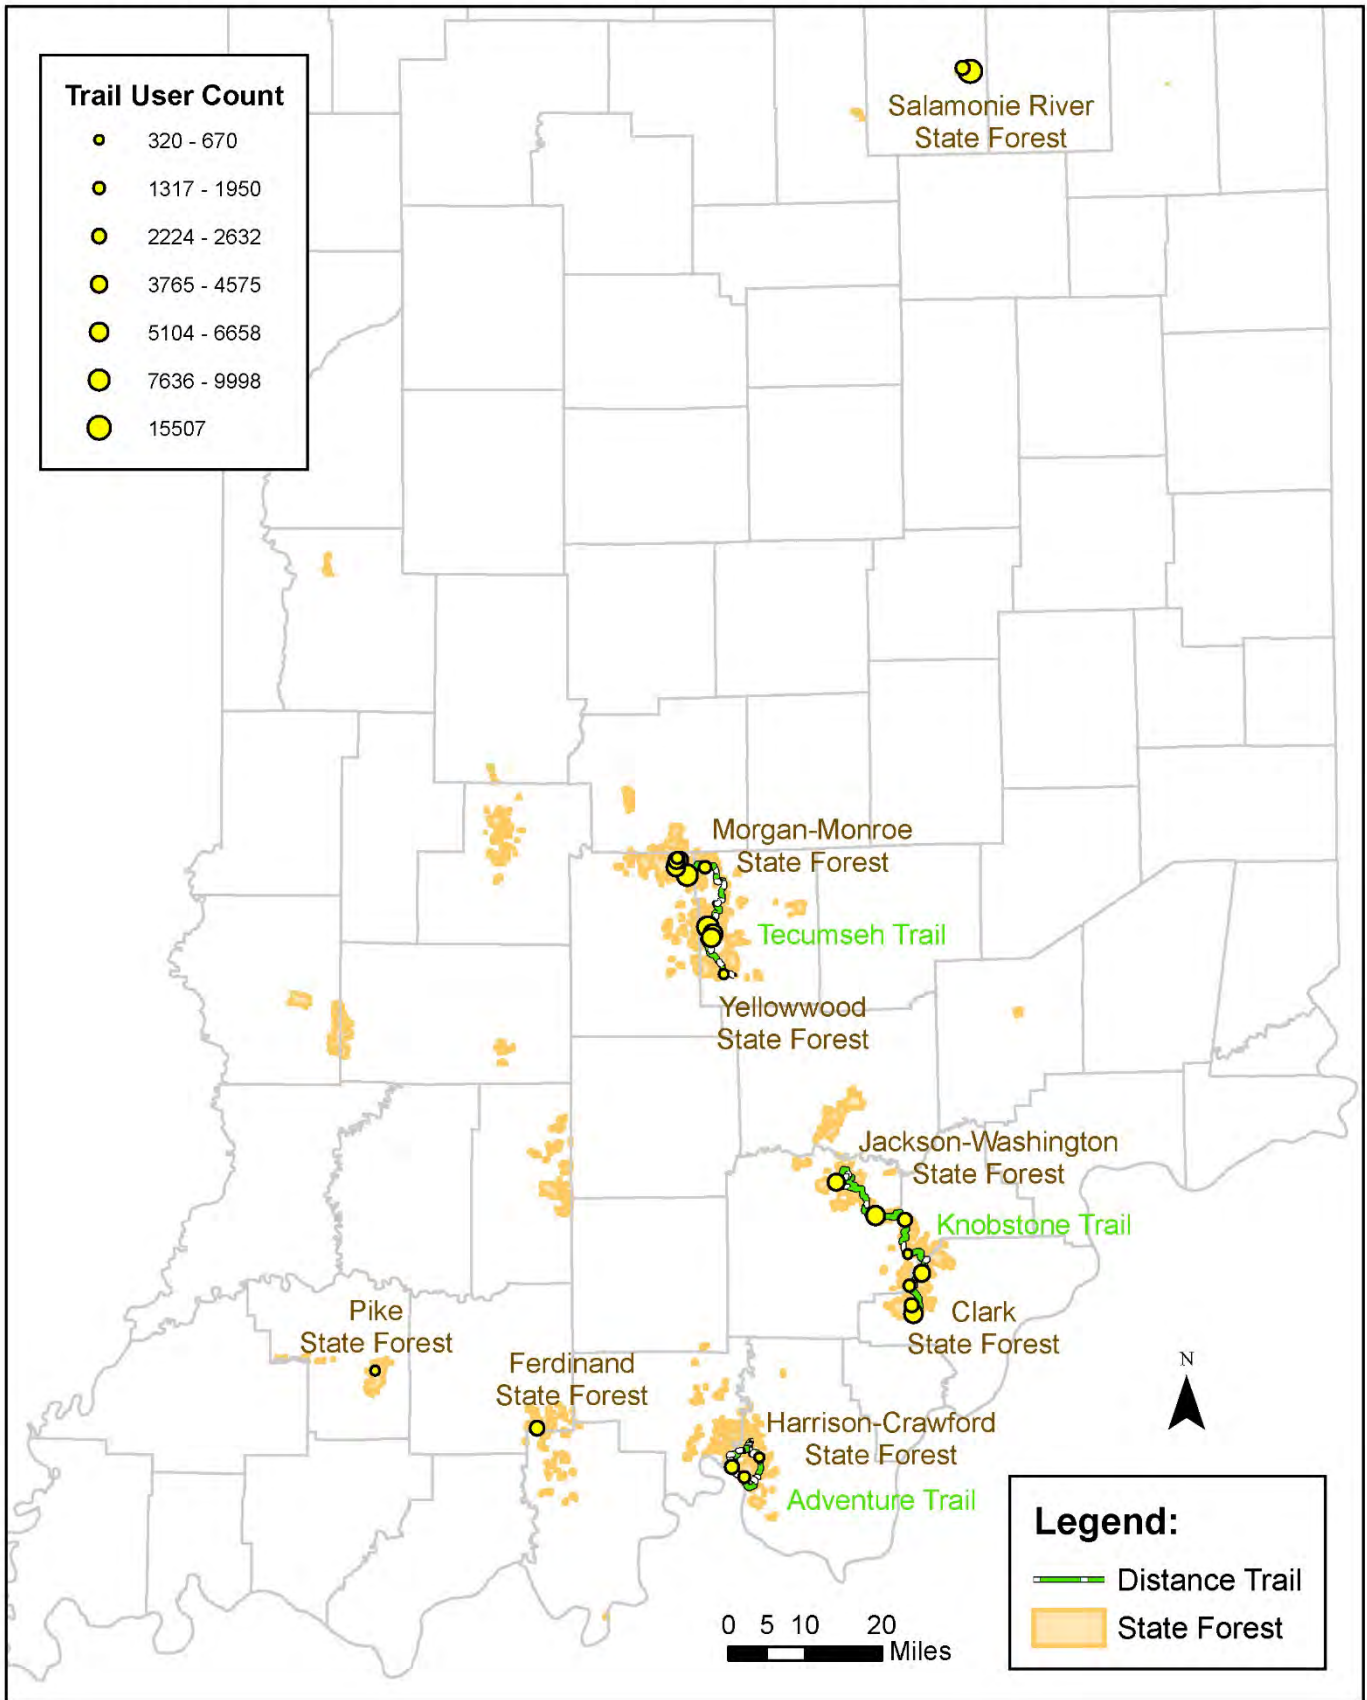 Trail User Count
320 - 670
1317 - 1950
2224 - 2632
3765 - 4575
5104 - 6658
7636 - 9998
15507
Salamonie River
State Forest
Morgan-Monroe
State Forest
Tecumseh Trail
Yellowwood
State Forest
Jackson-Washington
State Forest
Knobstone Trail
Clark
State Forest
Pike
State Forest
Ferdinand
State Forest
Harrison-Crawford
State Forest
Adventure Trail
N
Legend:
Distance Trail
State Forest
0 5 10 20
Miles